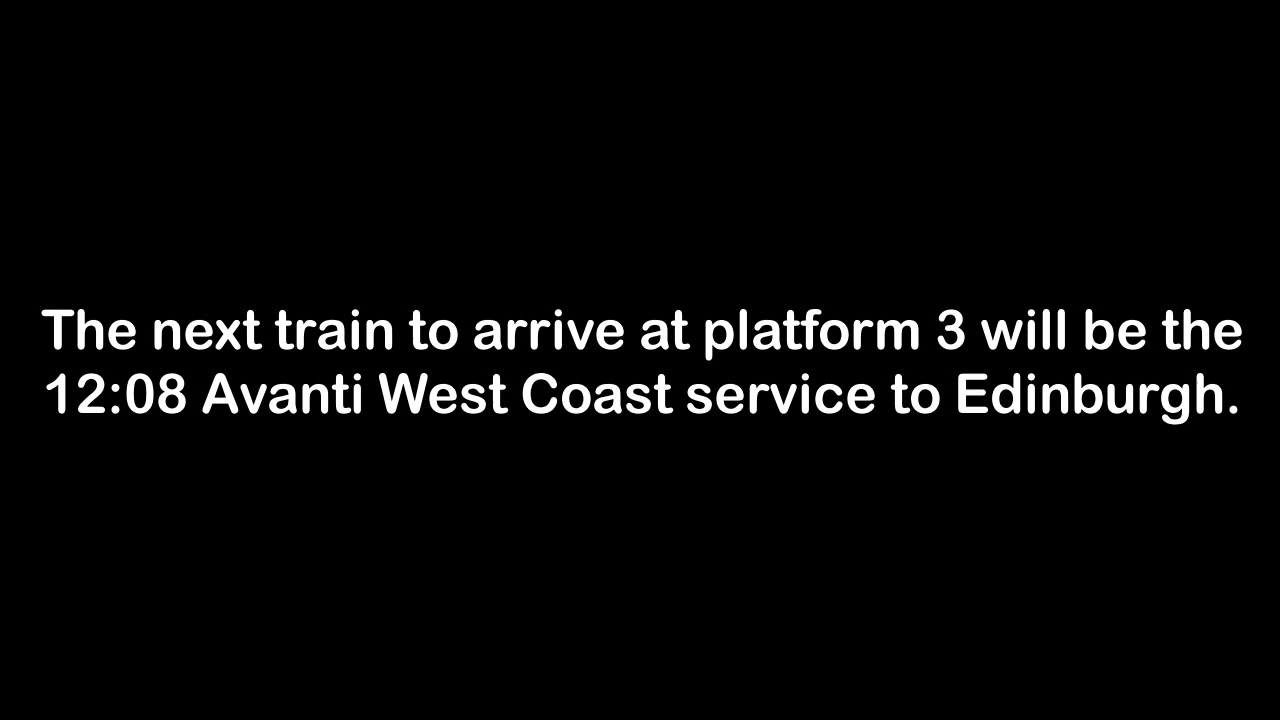 The next train to arrive at platform 3 will be the
12:08 Avanti West Coast service to Edinburgh.